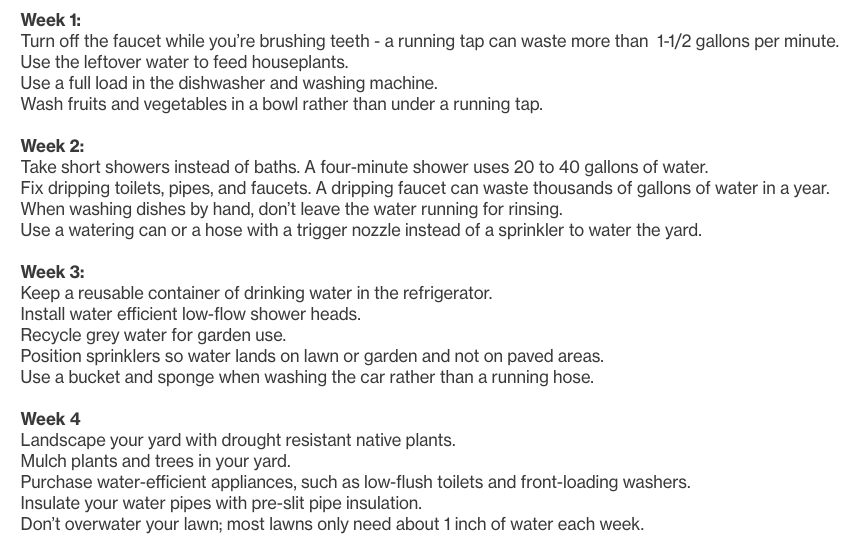 Week 1:
Turn off the faucet while you're brushing teeth - a running tap can waste more than  1-1/2 gallons per minute.
Use the leftover water to feed houseplants.
Use a full load in the dishwasher and washing machine.
Wash fruits and vegetables in a bowl rather than under a running tap.
Week 2:
Take short showers instead of baths. A four-minute shower uses 20 to 40 gallons of water.
Fix dripping toilets, pipes, and faucets. A dripping faucet can waste thousands of gallons of water in a year.
When washing dishes by hand, don't leave the water running for rinsing.
Use a watering can or a hose with a trigger nozzle instead of a sprinkler to water the yard.
Week 3:
Keep a reusable container of drinking water in the refrigerator.
Install water efficient low-flow shower heads.
Recycle grey water for garden use.
Position sprinklers so water lands on lawn or garden and not on paved areas.
Use a bucket and sponge when washing the car rather than a running hose.
Week 4
Landscape your yard with drought resistant native plants.
Mulch plants and trees in your yard.
Purchase water-efficient appliances, such as low-flush toilets and front-loading washers.
Insulate your water pipes with pre-slit pipe insulation.
Don't overwater your lawn; most lawns only need about 1 inch of water each week.